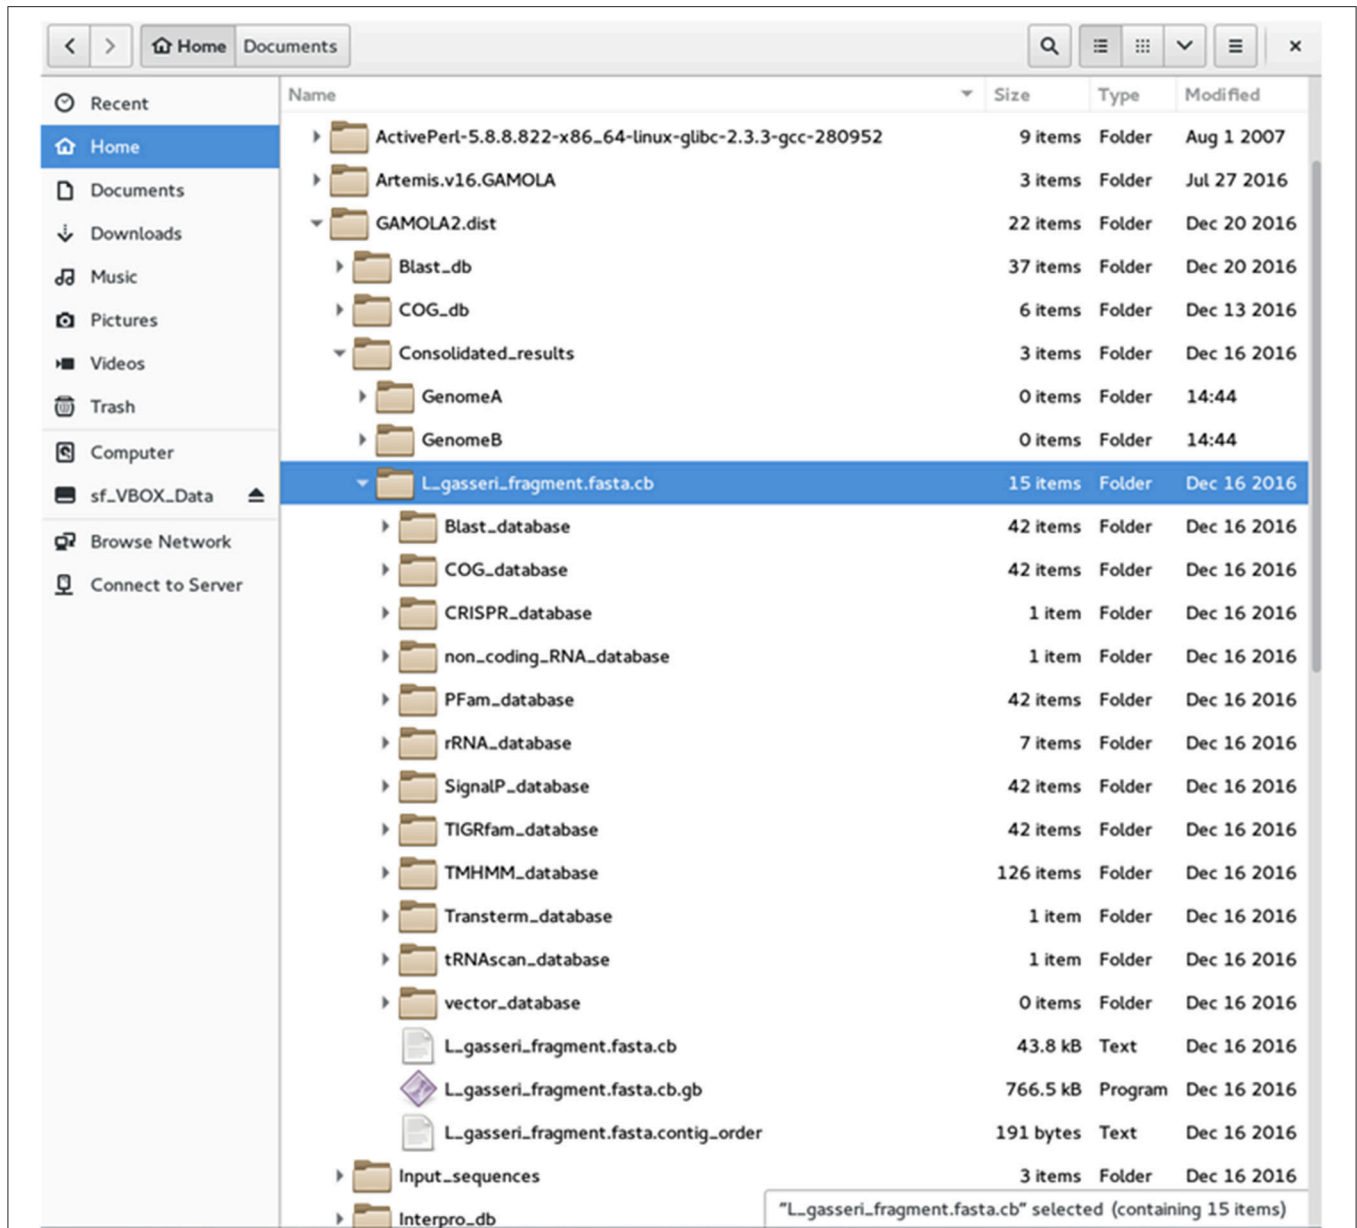 Home Documents
Name Size Type Modified
Recent
Home
Documents
Downloads
Music
Pictures
Videos
Trash
Computer
sf_VBOX_Data
Browse Network
Connect to Server
ActivePerl-5.8.8.822-x86_64-linux-glibc-2.3.3-gcc-280952 9 items Folder Aug 1 2007
Artemis.v16.GAMOLA 3 items Folder Jul 27 2016
GAMOLA2.dist 22 items Folder Dec 20 2016
Blast_db 37 items Folder Dec 20 2016
COG_db 6 items Folder Dec 13 2016
Consolidated_results 3 items Folder Dec 16 2016
GenomeA 0 items Folder 14:44
GenomeB 0 items Folder 14:44
L_gasseri_fragment.fasta.cb 15 items Folder Dec 16 2016
Blast_database 42 items Folder Dec 16 2016
COG_database 42 items Folder Dec 16 2016
CRISPR_database 1 item Folder Dec 16 2016
non_coding_RNA_database 1 item Folder Dec 16 2016
PFam_database 42 items Folder Dec 16 2016
rRNA_database 7 items Folder Dec 16 2016
SignalP_database 42 items Folder Dec 16 2016
TIGRfam_database 42 items Folder Dec 16 2016
TMHMM_database 126 items Folder Dec 16 2016
Transterm_database 1 item Folder Dec 16 2016
tRNAscan_database 1 item Folder Dec 16 2016
vector_database 0 items Folder Dec 16 2016
L_gasseri_fragment.fasta.cb 43.8 kB Text Dec 16 2016
L_gasseri_fragment.fasta.cb.gb 766.5 kB Program Dec 16 2016
L_gasseri_fragment.fasta.contig_order 191 bytes Text Dec 16 2016
Input_sequences 3 items Folder Dec 16 2016
Interpro_db
"L_gasseri_fragment.fasta.cb" selected (containing 15 items)